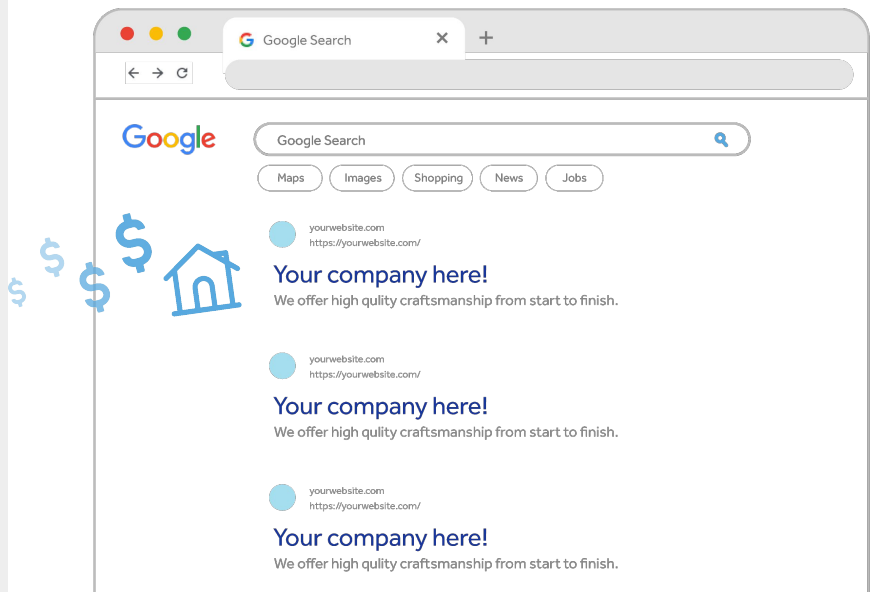 Google Search
Google
Google Search
Maps Images Shopping News Jobs
yourwebsite.com
https://yourwebsite.com/
$ $ $ $
Your company here!
We offer high qulity craftsmanship from start to finish.
yourwebsite.com
https://yourwebsite.com/
Your company here!
We offer high qulity craftsmanship from start to finish.
yourwebsite.com
https://yourwebsite.com/
Your company here!
We offer high qulity craftsmanship from start to finish.